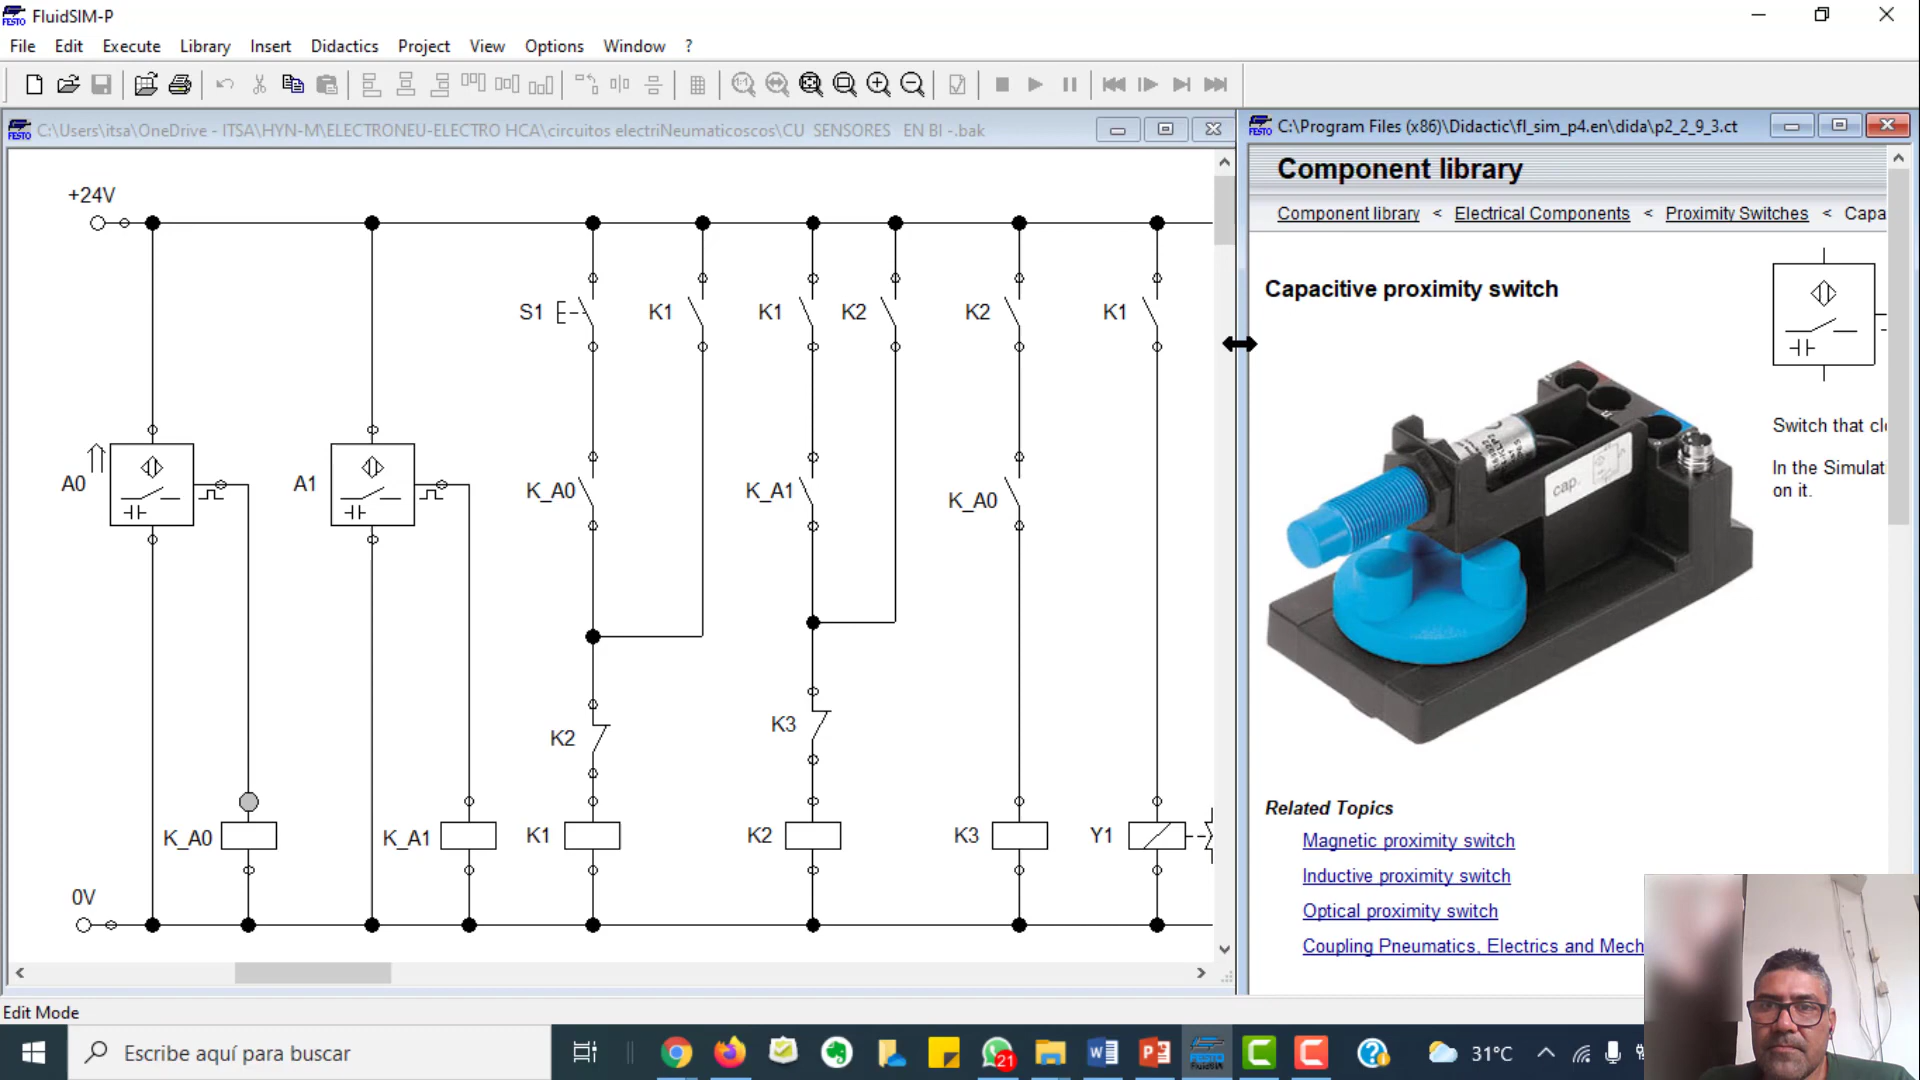 FluidSIM-P
File Edit Execute Library Insert Didactics Project View Options Window ?
C:\Users\itsa\OneDrive - ITSA\HYN-M\ELECTRONEU-ELECTRO HCA\circuitos electriNeumaticoscos\CU SENSORES EN BI -.bak
C:\Program Files (x86)\Didactic\fl_sim_p4.en\dida\p2_2_9_3.ct
Component library
Component library < Electrical Components < Proximity Switches < Capa
Capacitive proximity switch
Switch that cl
In the Simulat
on it.
cap.
Related Topics
Magnetic proximity switch
Inductive proximity switch
Optical proximity switch
Coupling Pneumatics, Electrics and Mech
+24V
S1 K1 K1 K2 K2 K1
A0 A1 K_A0 K_A1 K_A0
K2 K3
K_A0 K_A1 K1 K2 K3 Y1
0V
Edit Mode
Escribe aquí para buscar
21
31°C